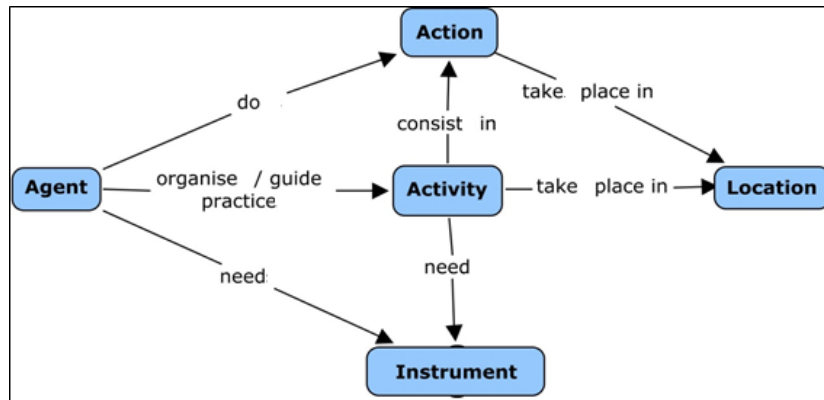 Action
do
take place in
consist in
Agent
organise / guide
practice
Activity
take place in
Location
need
needs
Instrument